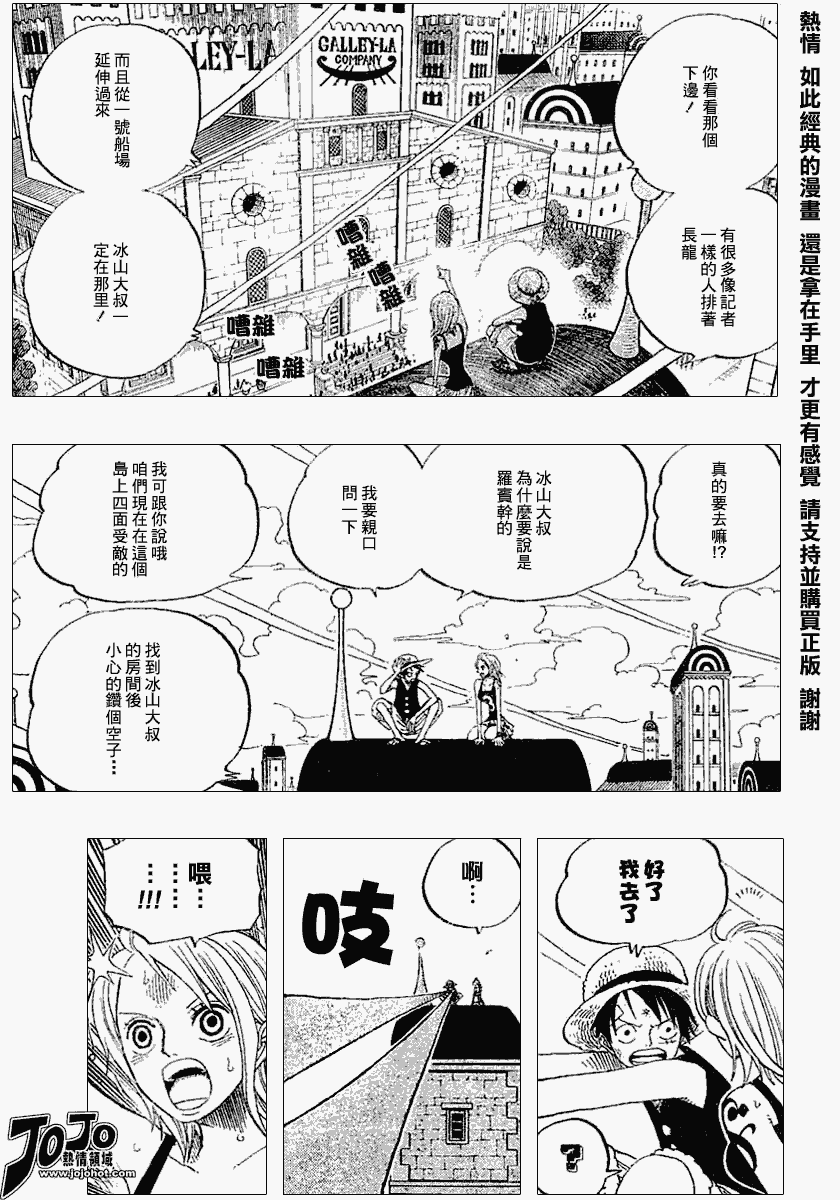 你看看那個
下邊！
有很多像記者
一樣的人排著
長龍
而且從一號船場
延伸過來
冰山大叔一
定在那里！
GALLEY-LA
GALLEY-LA
COMPANY
嘈雜
嘈雜
嘈雜
嘈雜
真的要去嘛!?
冰山大叔
為什麼要說是
羅賓幹的
我要親口
問一下
我可跟你說哦
咱們現在在這個
島上四面受敵的
找到冰山大叔
的房間後
小心的鑽個空子…
好了
我去了
?
啊…
吱
喂……
……
……!!!
熱情 如此經典的漫畫 還是拿在手里 才更有感覺 請支持並購買正版 謝謝
JOJO
熱情領域
www.jojohot.com